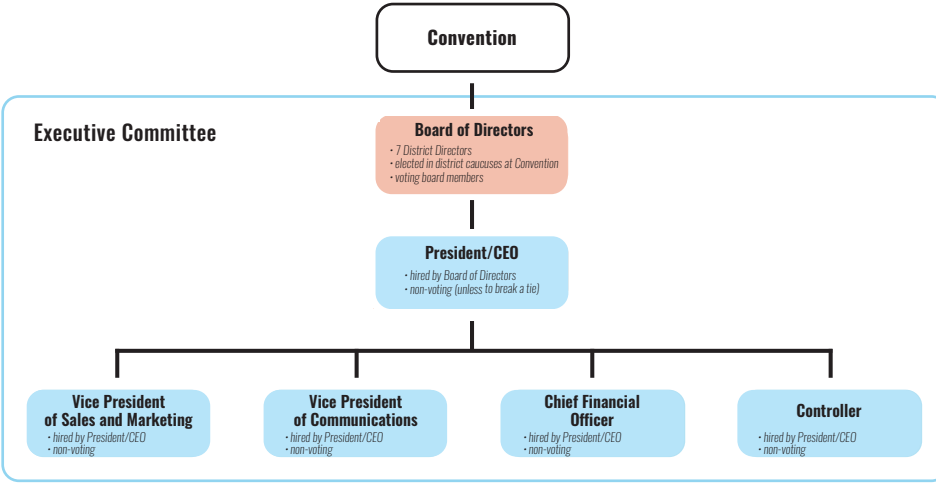 Convention
Executive Committee
Board of Directors
• 7 District Directors
• elected in district caucuses at Convention
• voting board members
President/CEO
• hired by Board of Directors
• non-voting (unless to break a tie)
Vice President
of Sales and Marketing
• hired by President/CEO
• non-voting
Vice President
of Communications
• hired by President/CEO
• non-voting
Chief Financial
Officer
• hired by President/CEO
• non-voting
Controller
• hired by President/CEO
• non-voting